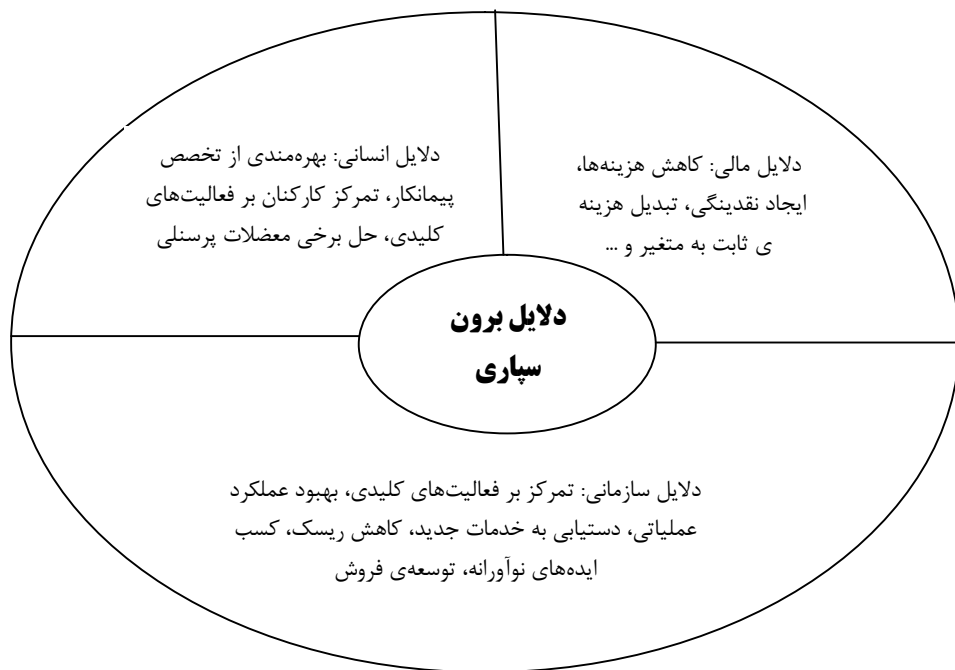 دلایل مالی: کاهش هزینه‌ها،
ایجاد نقدینگی، تبدیل هزینه
ی ثابت به متغیر و ...
دلایل انسانی: بهره‌مندی از تخصص
پیمانکار، تمرکز کارکنان بر فعالیت‌های
کلیدی، حل برخی معضلات پرسنلی
دلایل برون
سپاری
دلایل سازمانی: تمرکز بر فعالیت‌های کلیدی، بهبود عملکرد
عملیاتی، دستیابی به خدمات جدید، کاهش ریسک، کسب
ایده‌های نوآورانه، توسعه‌ی فروش